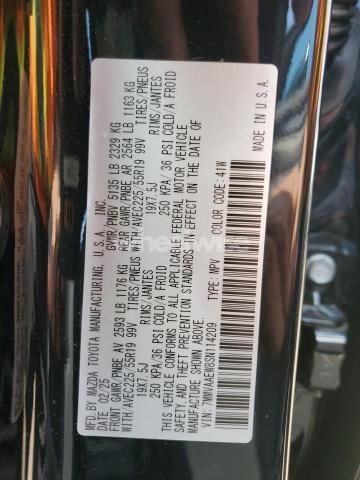 MFD BY MAZDA TOYOTA MANUFACTURING, U.S.A. INC.
02/25 GVWR/PNBV 5135 LB 2329 KG
FRONT GAWR/PNBE AV 2593 LB 1176 KG REAR GAWR/PNBE AR 2564 LB 1163 KG
WITH/AVEC225/55R19 99V TIRES/PNEUS WITH/AVEC225/55R19 99V TIRES/PNEUS
19X7.5J RIMS/JANTES 19X7.5J RIMS/JANTES
250 KPA/36 PSI COLD/A FROID 250 KPA/36 PSI COLD/A FROID
THIS VEHICLE CONFORMS TO ALL APPLICABLE FEDERAL MOTOR VEHICLE
SAFETY AND THEFT PREVENTION STANDARDS IN EFFECT ON THE DATE OF
MANUFACTURE SHOWN ABOVE.
TYPE: MPV
COLOR CODE-41W
MADE IN U.S.A.